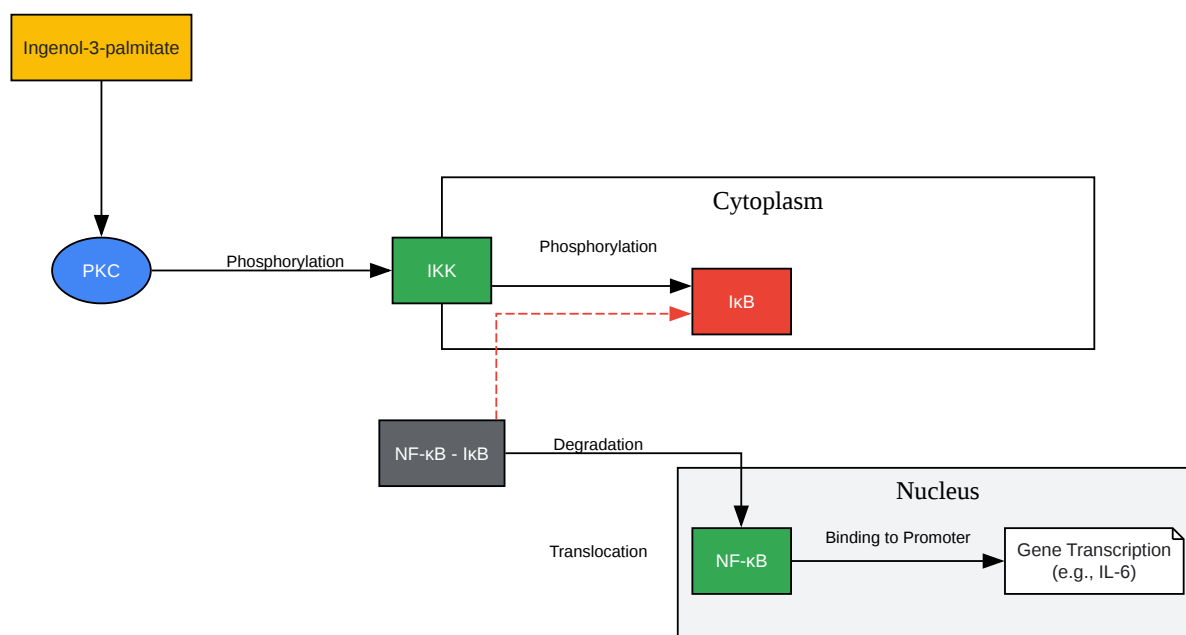 Ingenol-3-palmitate
Cytoplasm
Phosphorylation
PKC
Phosphorylation
IKK
IκB
NF-κB - IκB
Degradation
Nucleus
Translocation
NF-κB
Binding to Promoter
Gene Transcription
(e.g., IL-6)